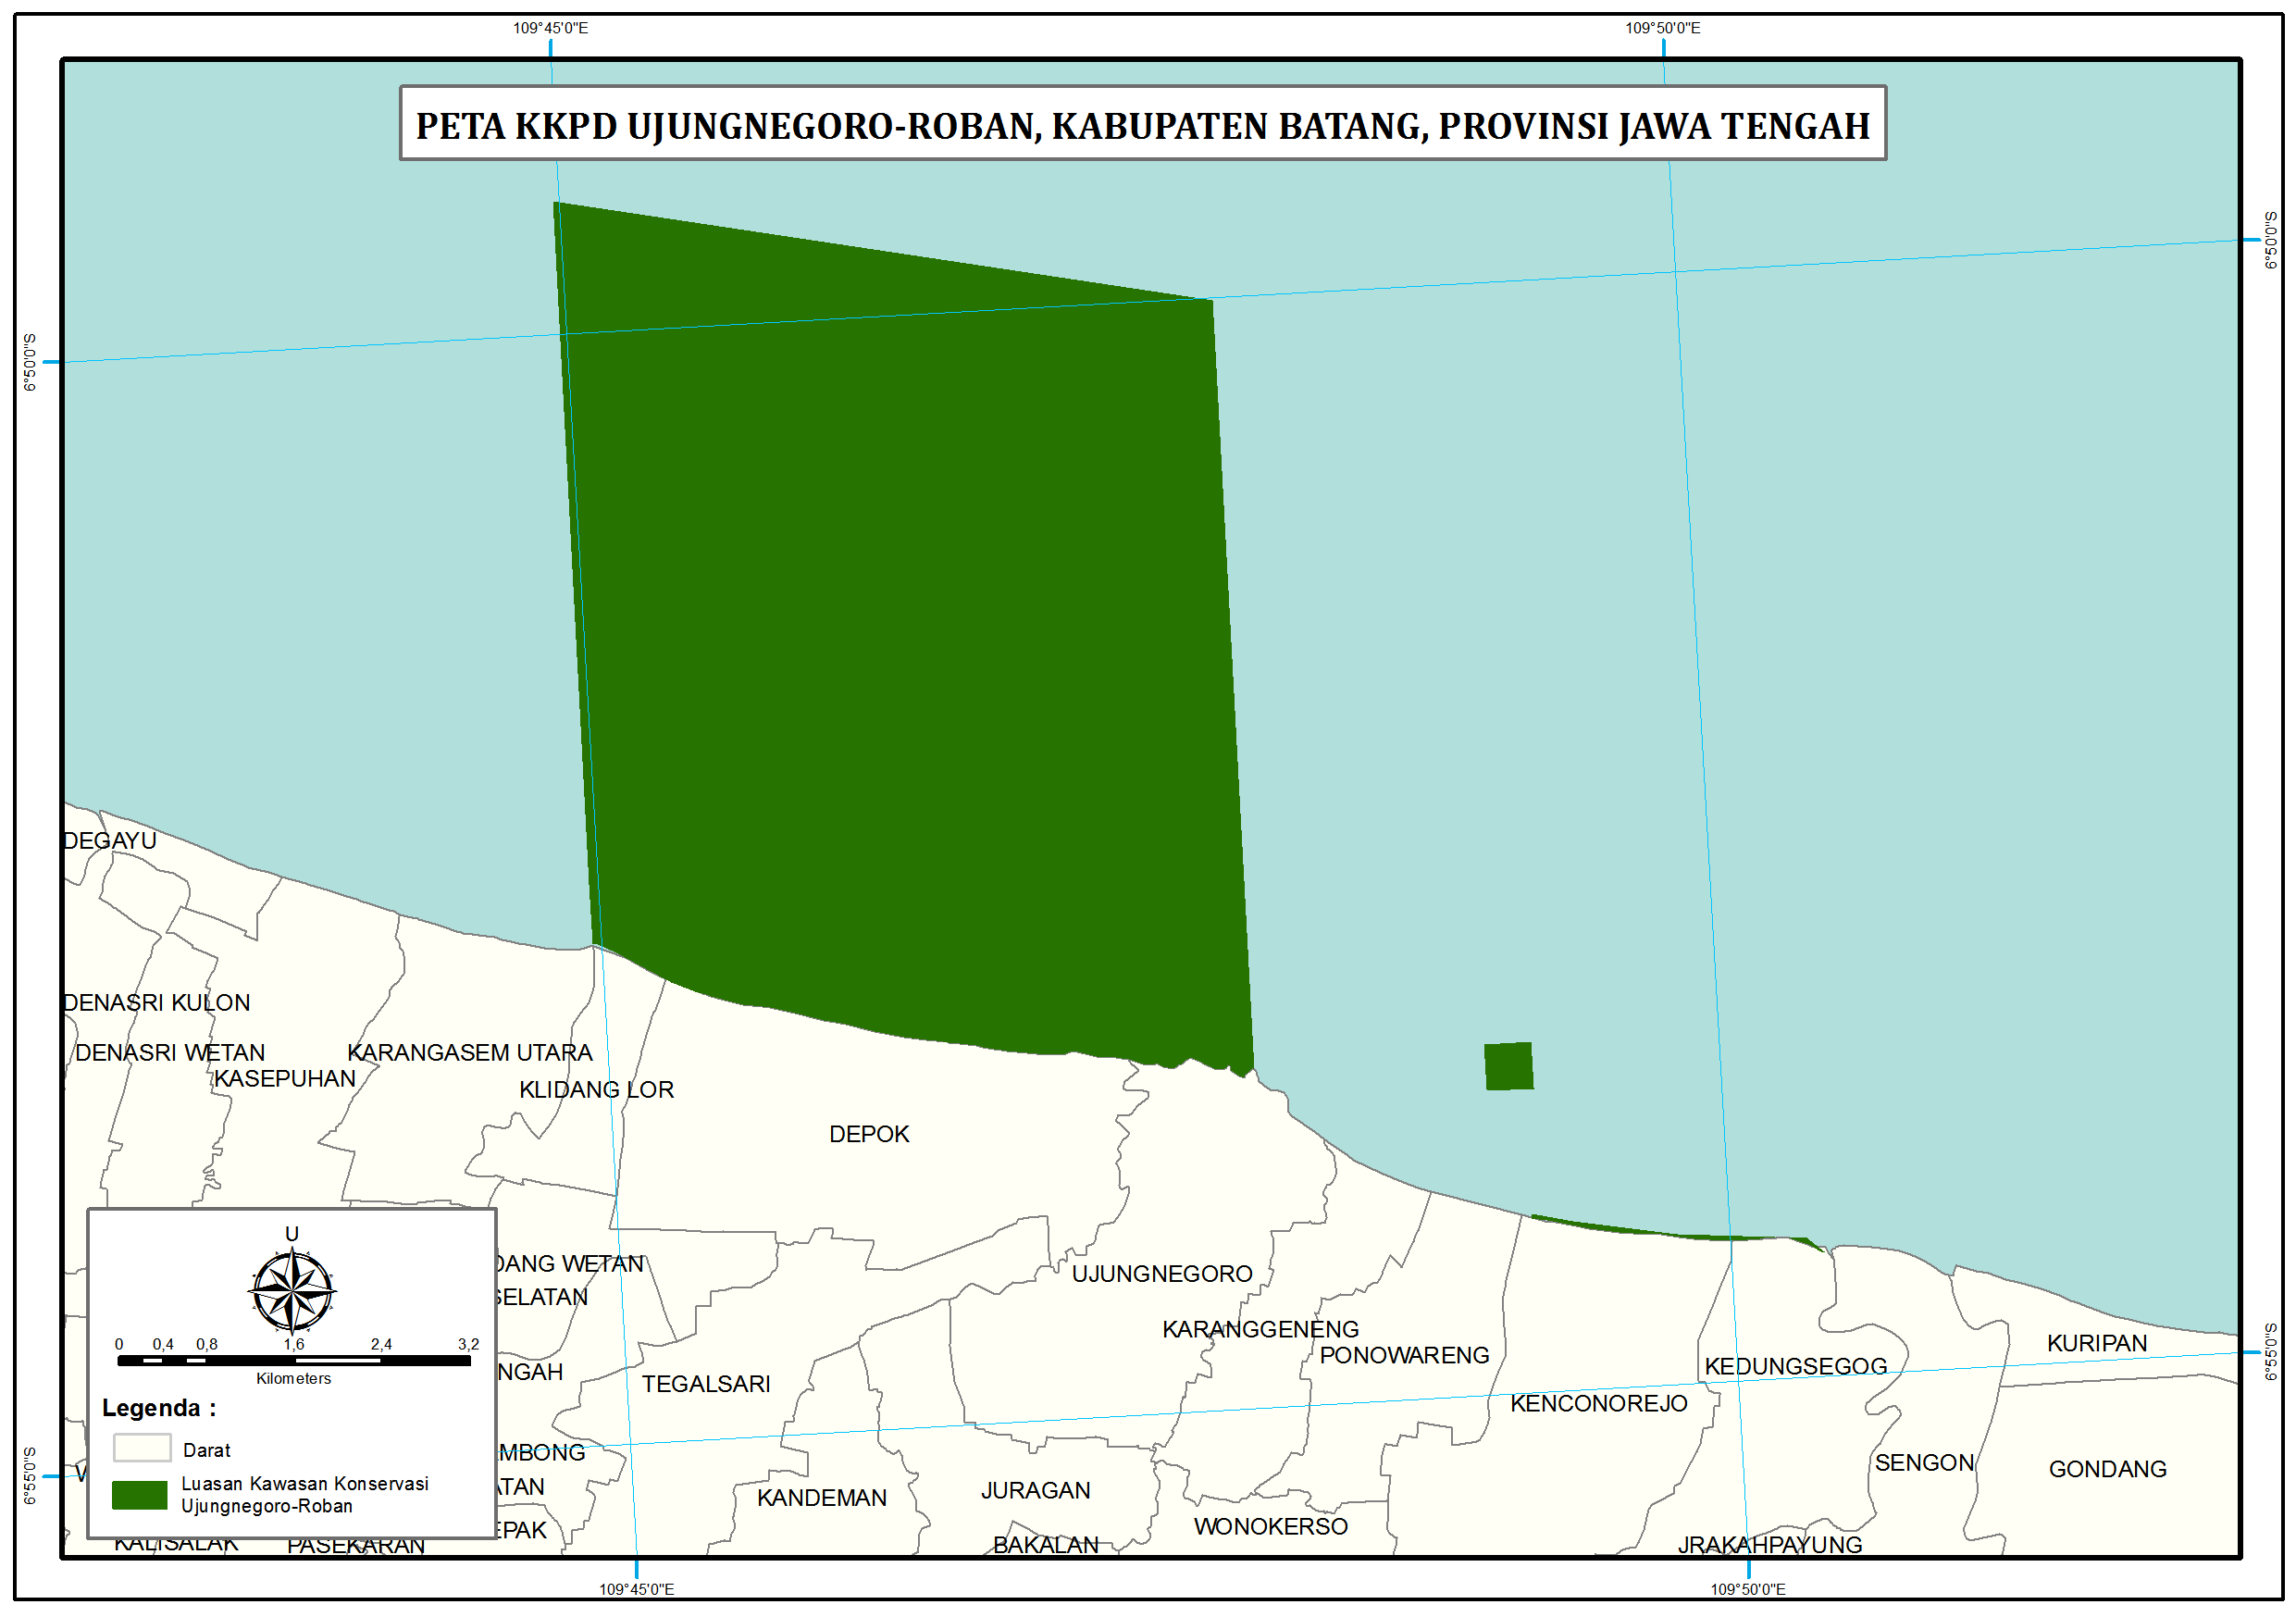 109°45'0"E
109°50'0"E
PETA KKPD UJUNGNEGORO-ROBAN, KABUPATEN BATANG, PROVINSI JAWA TENGAH
6°50'0"S
6°50'0"S
DEGAYU
DENASRI KULON
DENASRI WETAN
KARANGASEM UTARA
KASEPUHAN
KLIDANG LOR
DEPOK
DANG WETAN
UJUNGNEGORO
SELATAN
KARANGGENENG
KURIPAN
PONOWARENG
KEDUNGSEGOG
NGAH
TEGALSARI
KENCONOREJO
EMBONG
SENGON
GONDANG
ATAN
JURAGAN
KANDEMAN
WONOKERSO
EPAK
KALISALAK
PASEKARAN
BAKALAN
JRAKAHPAYUNG
U
0 0,4 0,8 1,6 2,4 3,2
Kilometers
Legenda :
Darat
Luasan Kawasan Konservasi
Ujungnegoro-Roban
6°55'0"S
6°55'0"S
109°45'0"E
109°50'0"E